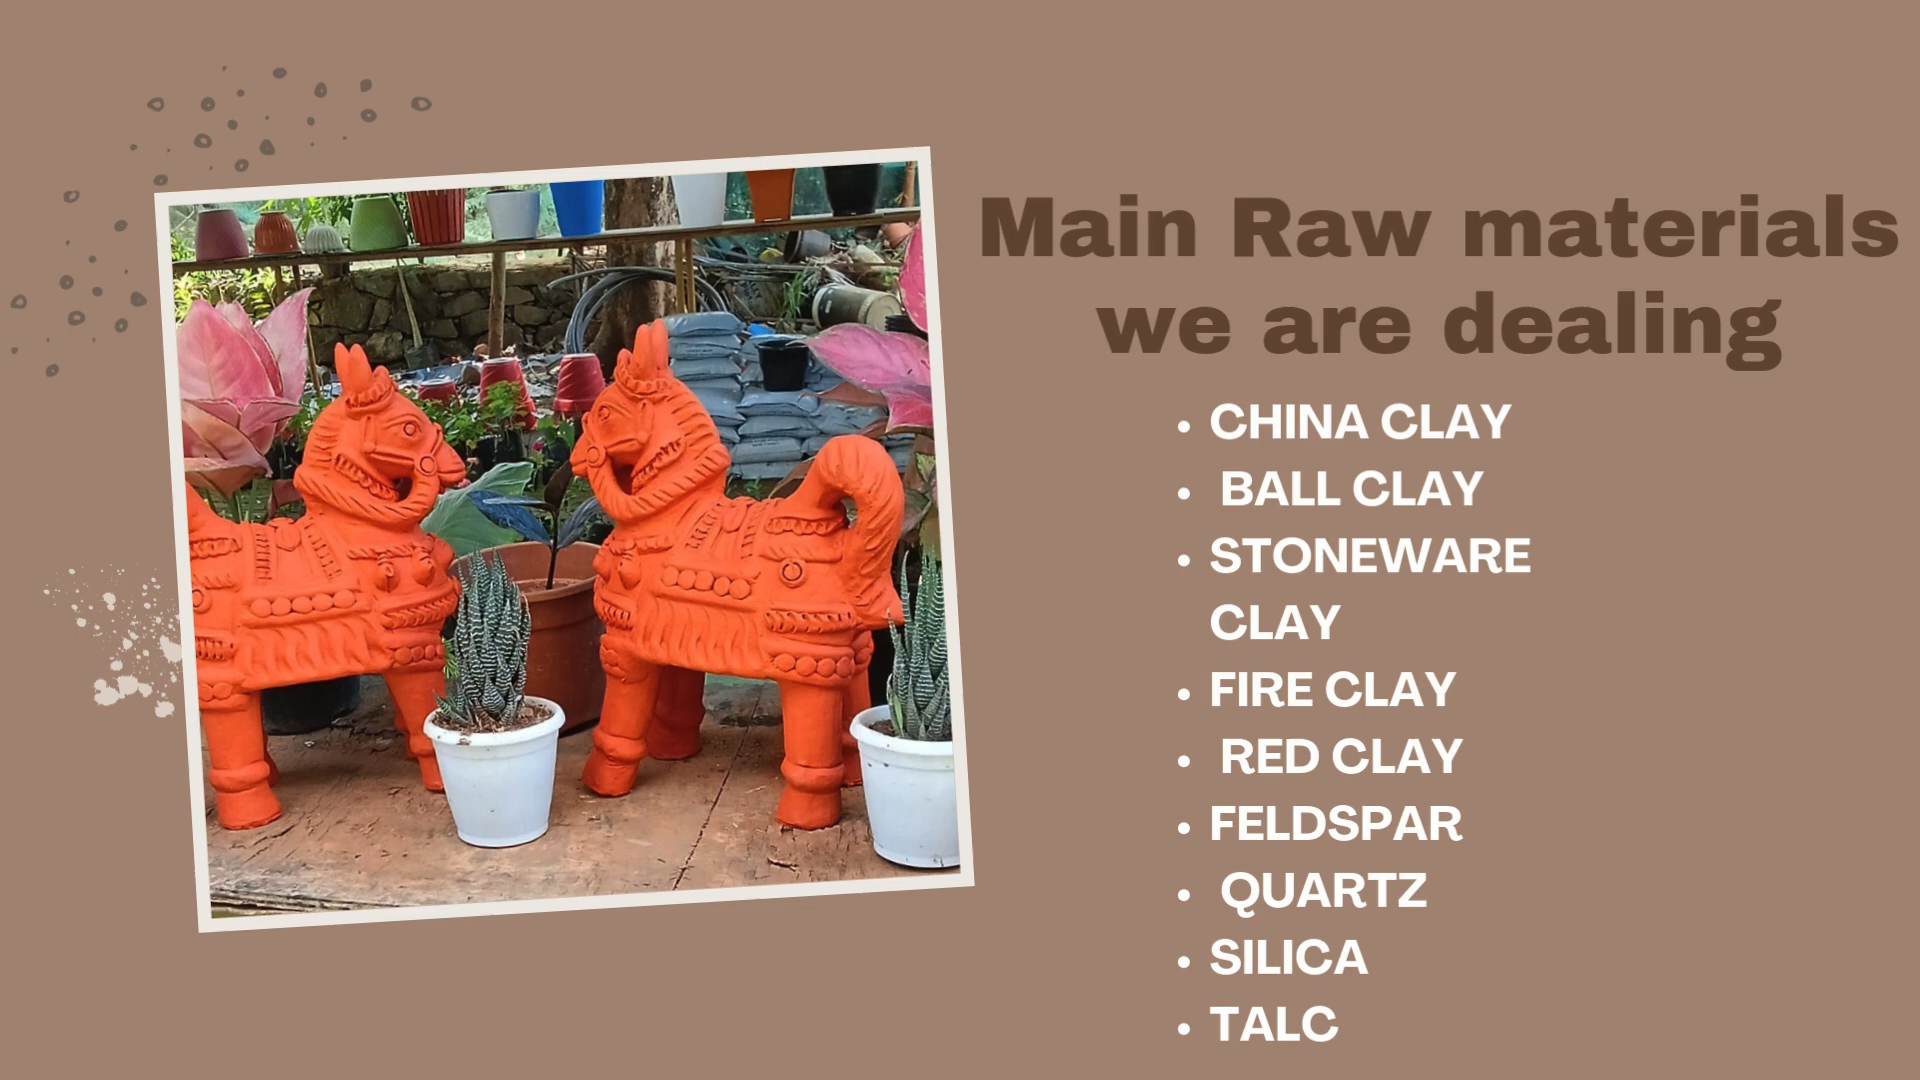 Main Raw materials
we are dealing
• CHINA CLAY
• BALL CLAY
• STONEWARE
CLAY
• FIRE CLAY
• RED CLAY
• FELDSPAR
• QUARTZ
• SILICA
• TALC